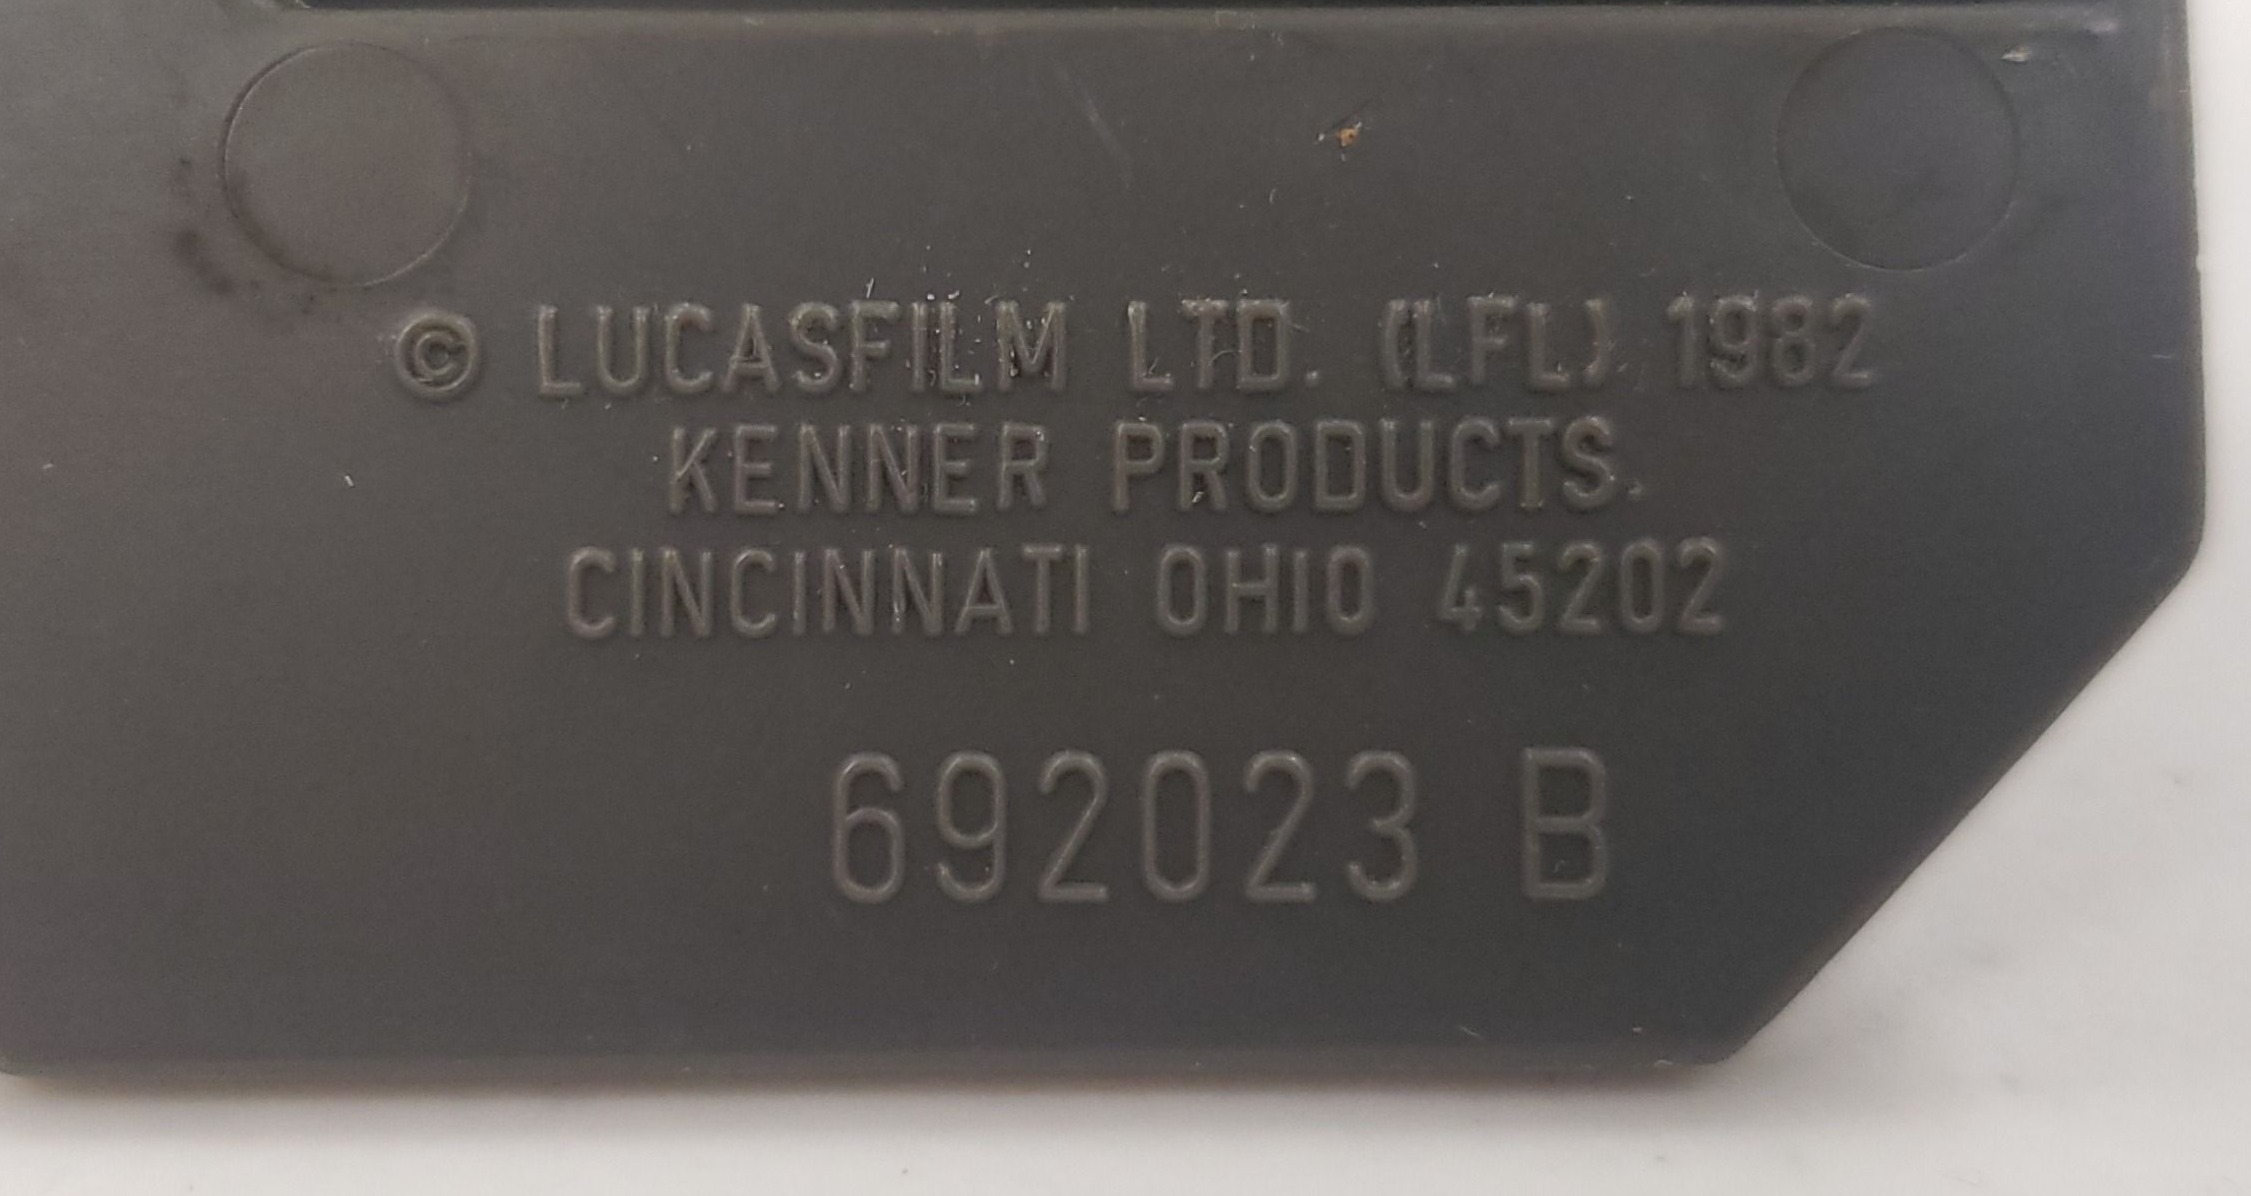 © LUCASFILM LTD. (LFL) 1982
KENNER PRODUCTS.
CINCINNATI OHIO 45202
692023 B